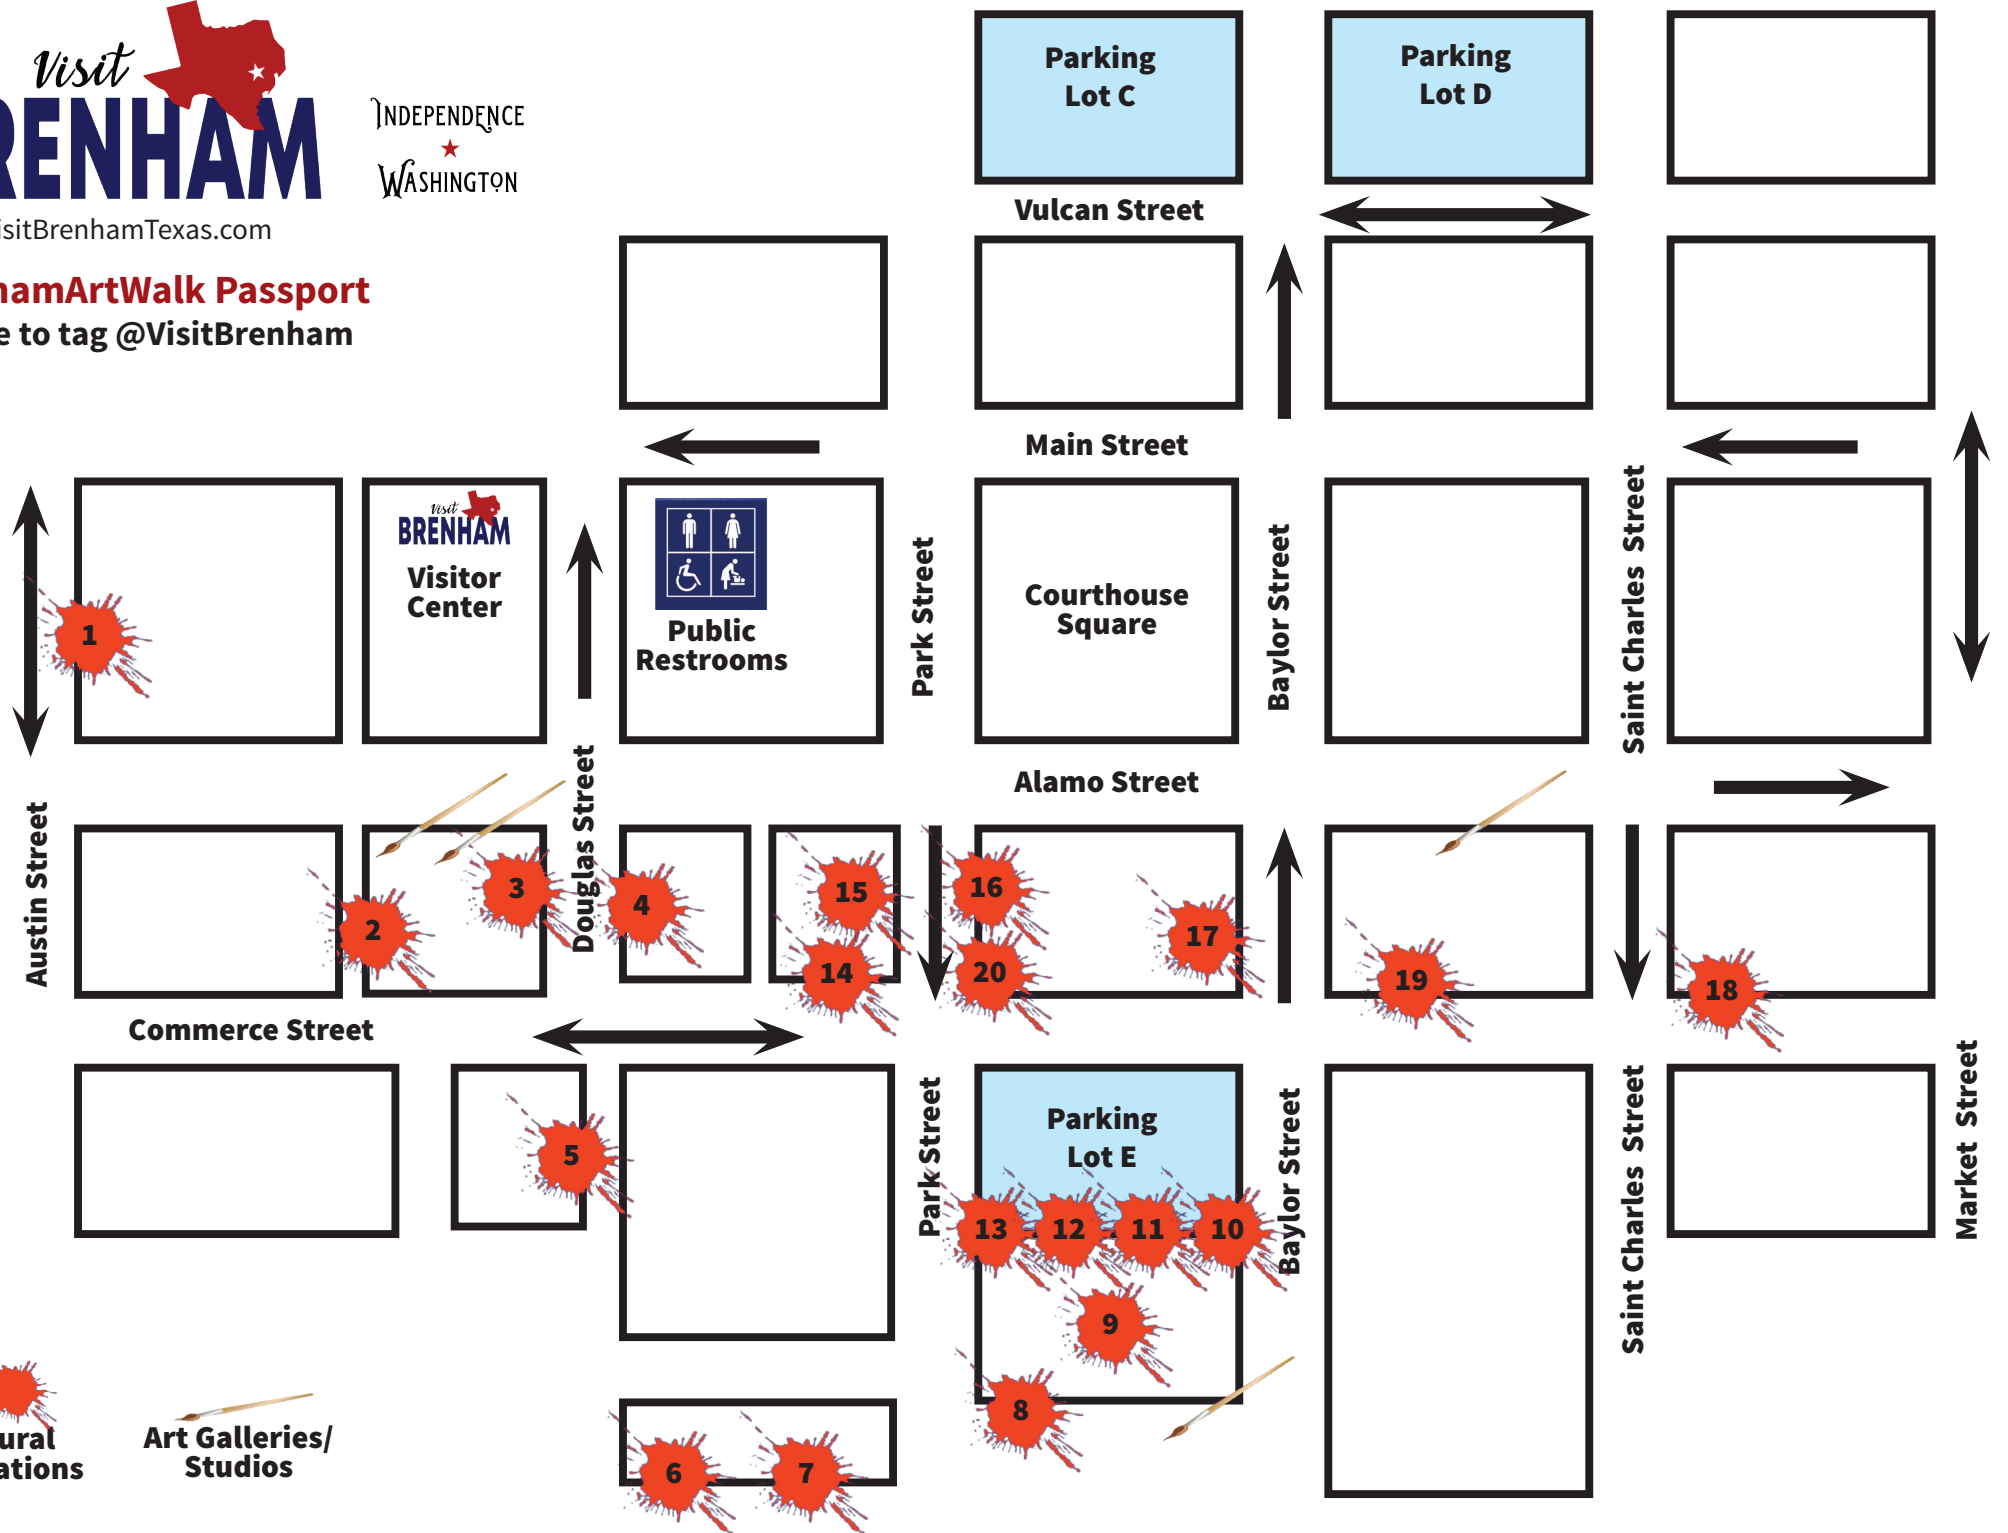 Visit
RENHAM
INDEPENDENCE
WASHINGTON
isitBrenhamTexas.com
hamArtWalk Passport
e to tag @VisitBrenham
Parking
Lot C
Parking
Lot D
Vulcan Street
Main Street
Visit
BRENHAM
Visitor
Center
Public
Restrooms
Park Street
Courthouse
Square
Baylor Street
Saint Charles Street
1
Alamo Street
Austin Street
Douglas Street
2
3
4
15
14
16
20
17
19
18
Commerce Street
5
Park Street
Parking
Lot E
Baylor Street
Saint Charles Street
Market Street
13
12
11
10
9
8
6
7
ural
ations
Art Galleries/
Studios